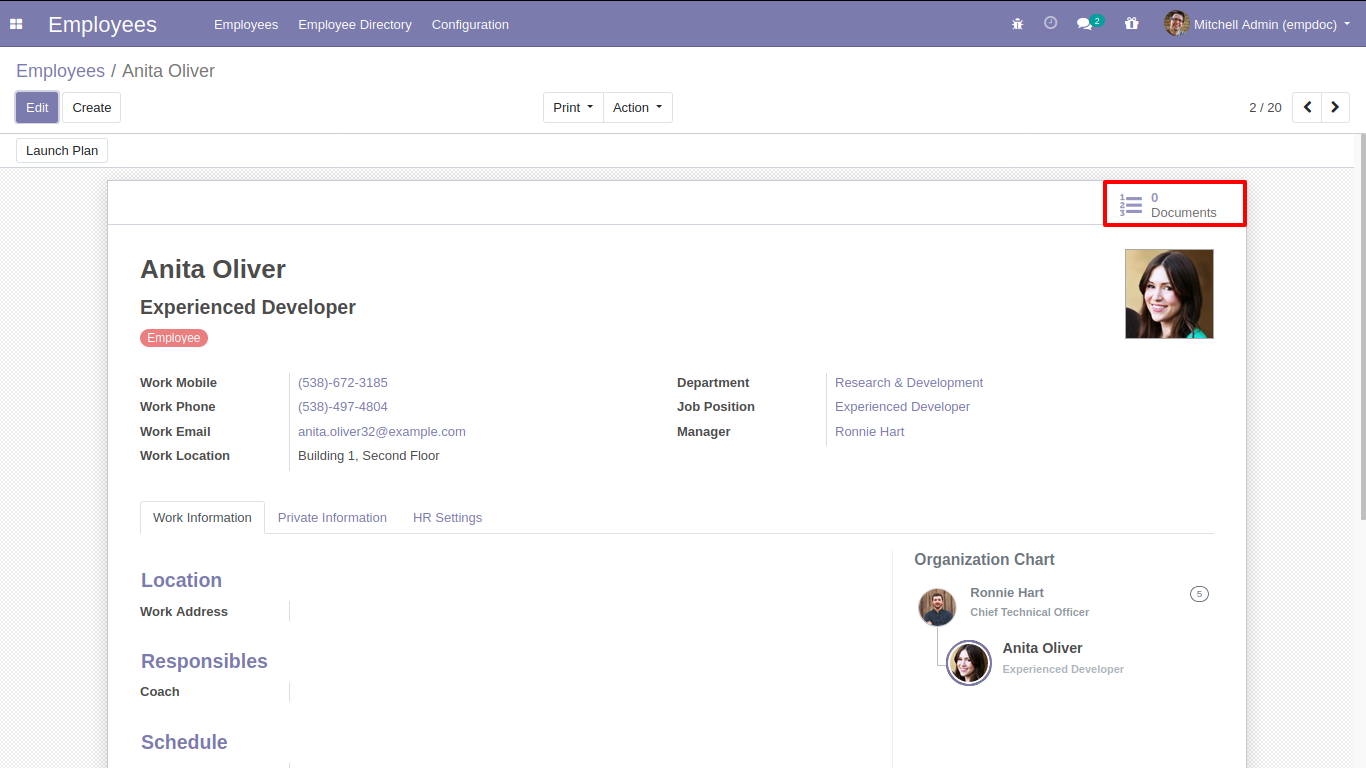 Employees Employees Employee Directory Configuration 2 Mitchell Admin (empdoc)
Employees / Anita Oliver
Edit Create Print Action 2 / 20
Launch Plan
0
Documents
Anita Oliver
Experienced Developer
Employee
Work Mobile (538)-672-3185 Department Research & Development
Work Phone (538)-497-4804 Job Position Experienced Developer
Work Email anita.oliver32@example.com Manager Ronnie Hart
Work Location Building 1, Second Floor
Work Information Private Information HR Settings
Organization Chart
Location
Work Address
Ronnie Hart 5
Chief Technical Officer
Anita Oliver
Experienced Developer
Responsibles
Coach
Schedule